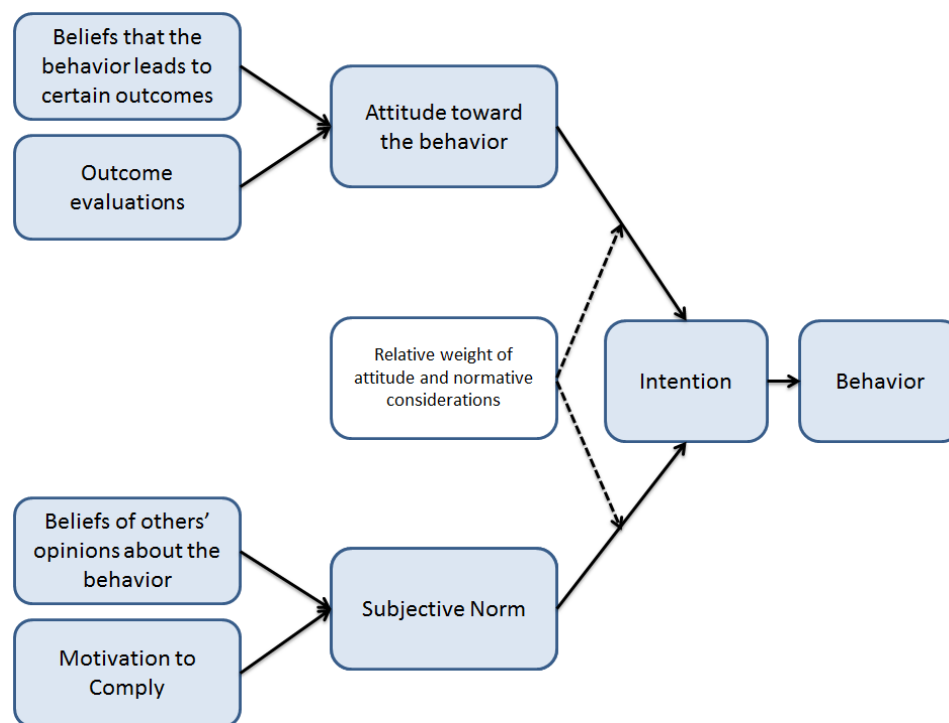 Beliefs that the
behavior leads to
certain outcomes
Outcome
evaluations
Attitude toward
the behavior
Relative weight of
attitude and normative
considerations
Intention
Behavior
Beliefs of others’
opinions about the
behavior
Motivation to
Comply
Subjective Norm